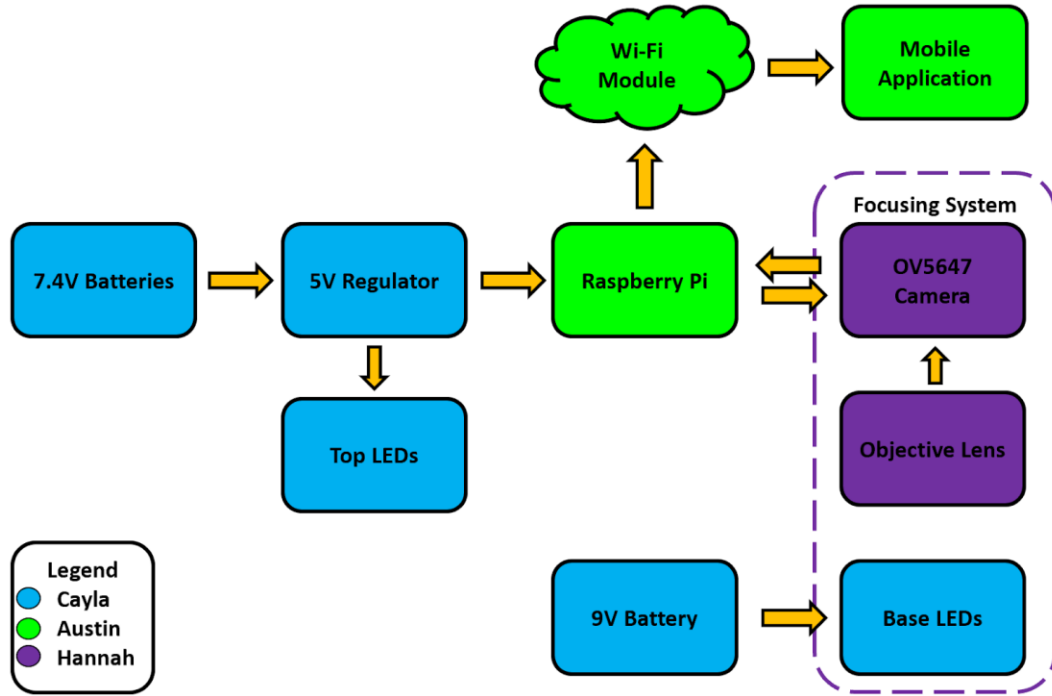 Wi-Fi
Module
Mobile
Application
Focusing System
7.4V Batteries
5V Regulator
Raspberry Pi
OV5647
Camera
Top LEDs
Objective Lens
Legend
Cayla
Austin
Hannah
9V Battery
Base LEDs